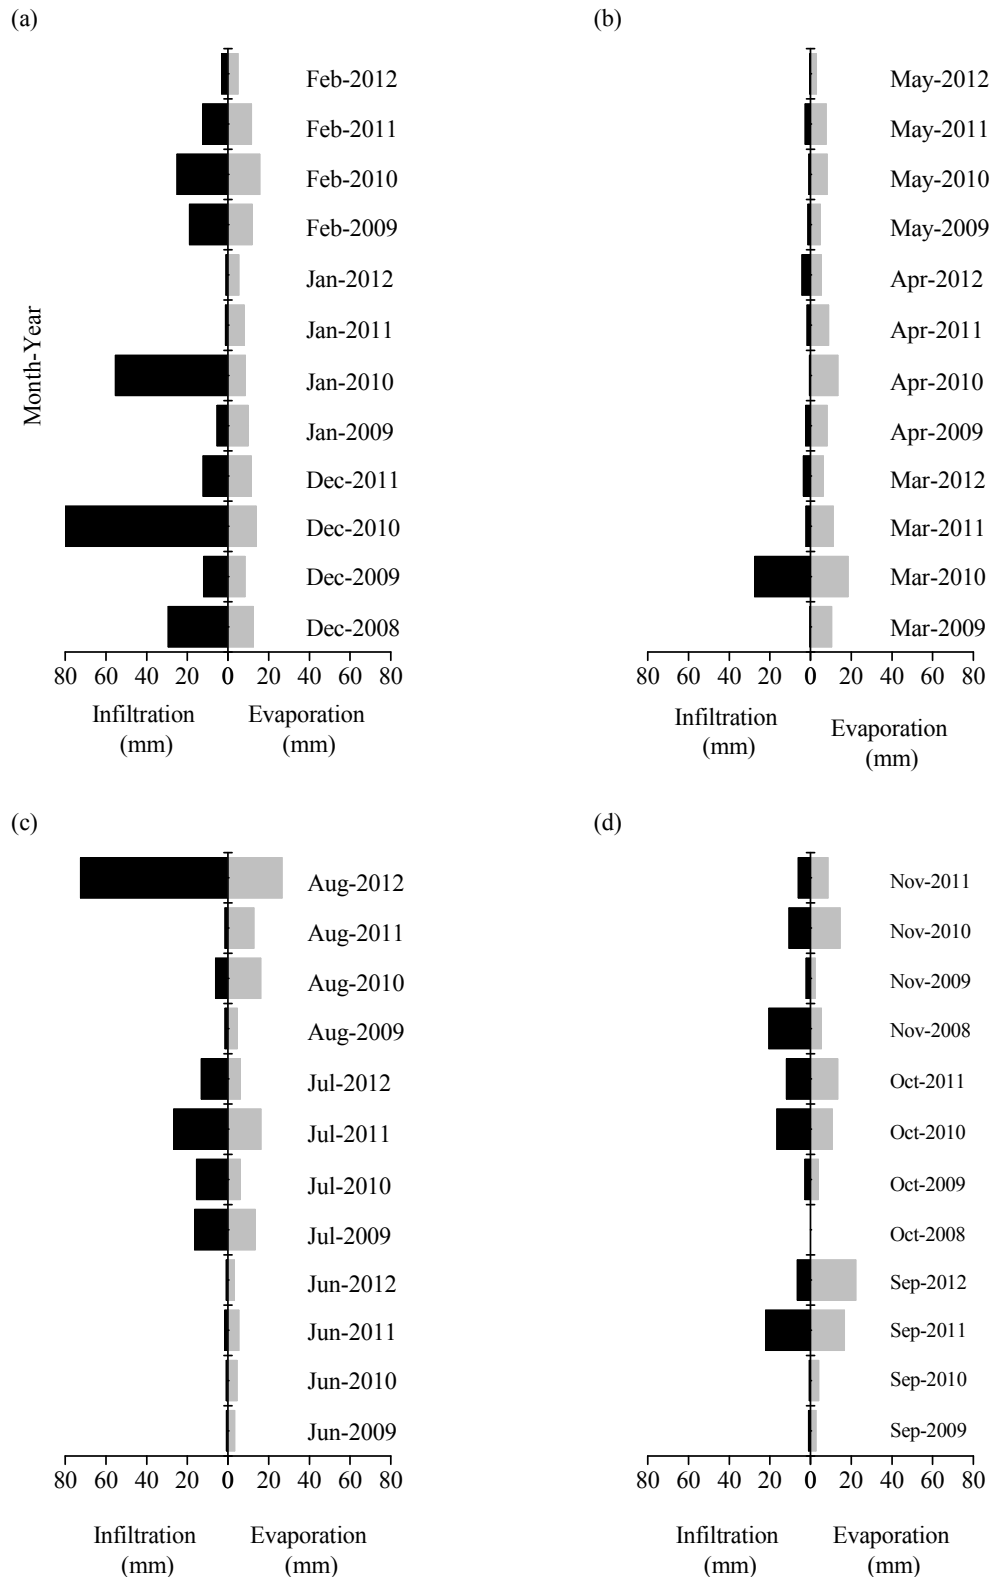 (a)
Feb-2012
Feb-2011
Feb-2010
Feb-2009
Jan-2012
Jan-2011
Jan-2010
Jan-2009
Dec-2011
Dec-2010
Dec-2009
Dec-2008
Month-Year
80 60 40 20 0 20 40 60 80
Infiltration (mm)
Evaporation (mm)
(b)
May-2012
May-2011
May-2010
May-2009
Apr-2012
Apr-2011
Apr-2010
Apr-2009
Mar-2012
Mar-2011
Mar-2010
Mar-2009
80 60 40 20 0 20 40 60 80
Infiltration (mm)
Evaporation (mm)
(c)
Aug-2012
Aug-2011
Aug-2010
Aug-2009
Jul-2012
Jul-2011
Jul-2010
Jul-2009
Jun-2012
Jun-2011
Jun-2010
Jun-2009
80 60 40 20 0 20 40 60 80
Infiltration (mm)
Evaporation (mm)
(d)
Nov-2011
Nov-2010
Nov-2009
Nov-2008
Oct-2011
Oct-2010
Oct-2009
Oct-2008
Sep-2012
Sep-2011
Sep-2010
Sep-2009
80 60 40 20 0 20 40 60 80
Infiltration (mm)
Evaporation (mm)